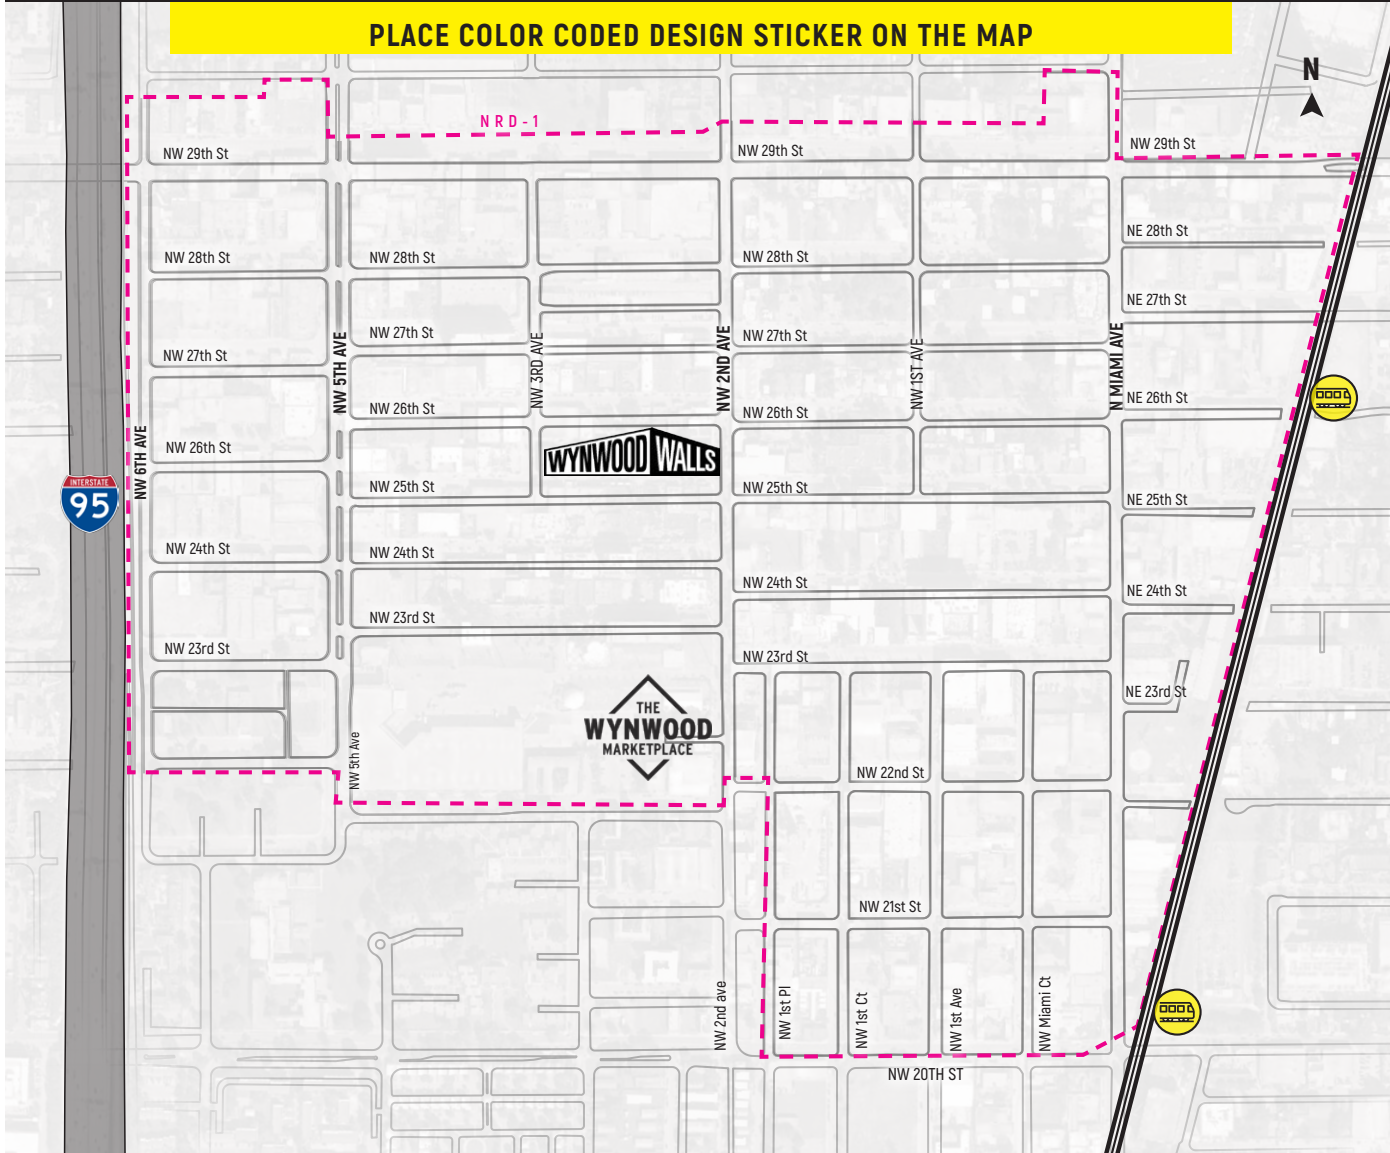 PLACE COLOR CODED DESIGN STICKER ON THE MAP
N
NRD-1
NW 29th St
NW 29th St
NW 29th St
NE 28th St
NW 28th St
NW 28th St
NW 28th St
NE 27th St
NW 27th St
NW 27th St
NW 27th St
NW 5TH AVE
NW 3RD AVE
NW 2ND AVE
NW 1ST AVE
N MIAMI AVE
NE 26th St
NW 26th St
NW 26th St
NW 26th St
NW 6TH AVE
WYNWOOD WALLS
INTERSTATE
95
NW 25th St
NW 25th St
NE 25th St
NW 24th St
NW 24th St
NW 24th St
NE 24th St
NW 23rd St
NW 23rd St
NW 23rd St
NE 23rd St
THE
WYNWOOD
MARKETPLACE
NW 5th Ave
NW 22nd St
NW 21st St
NW 2nd ave
NW 1st Pl
NW 1st Ct
NW 1st Ave
NW Miami Ct
NW 20TH ST